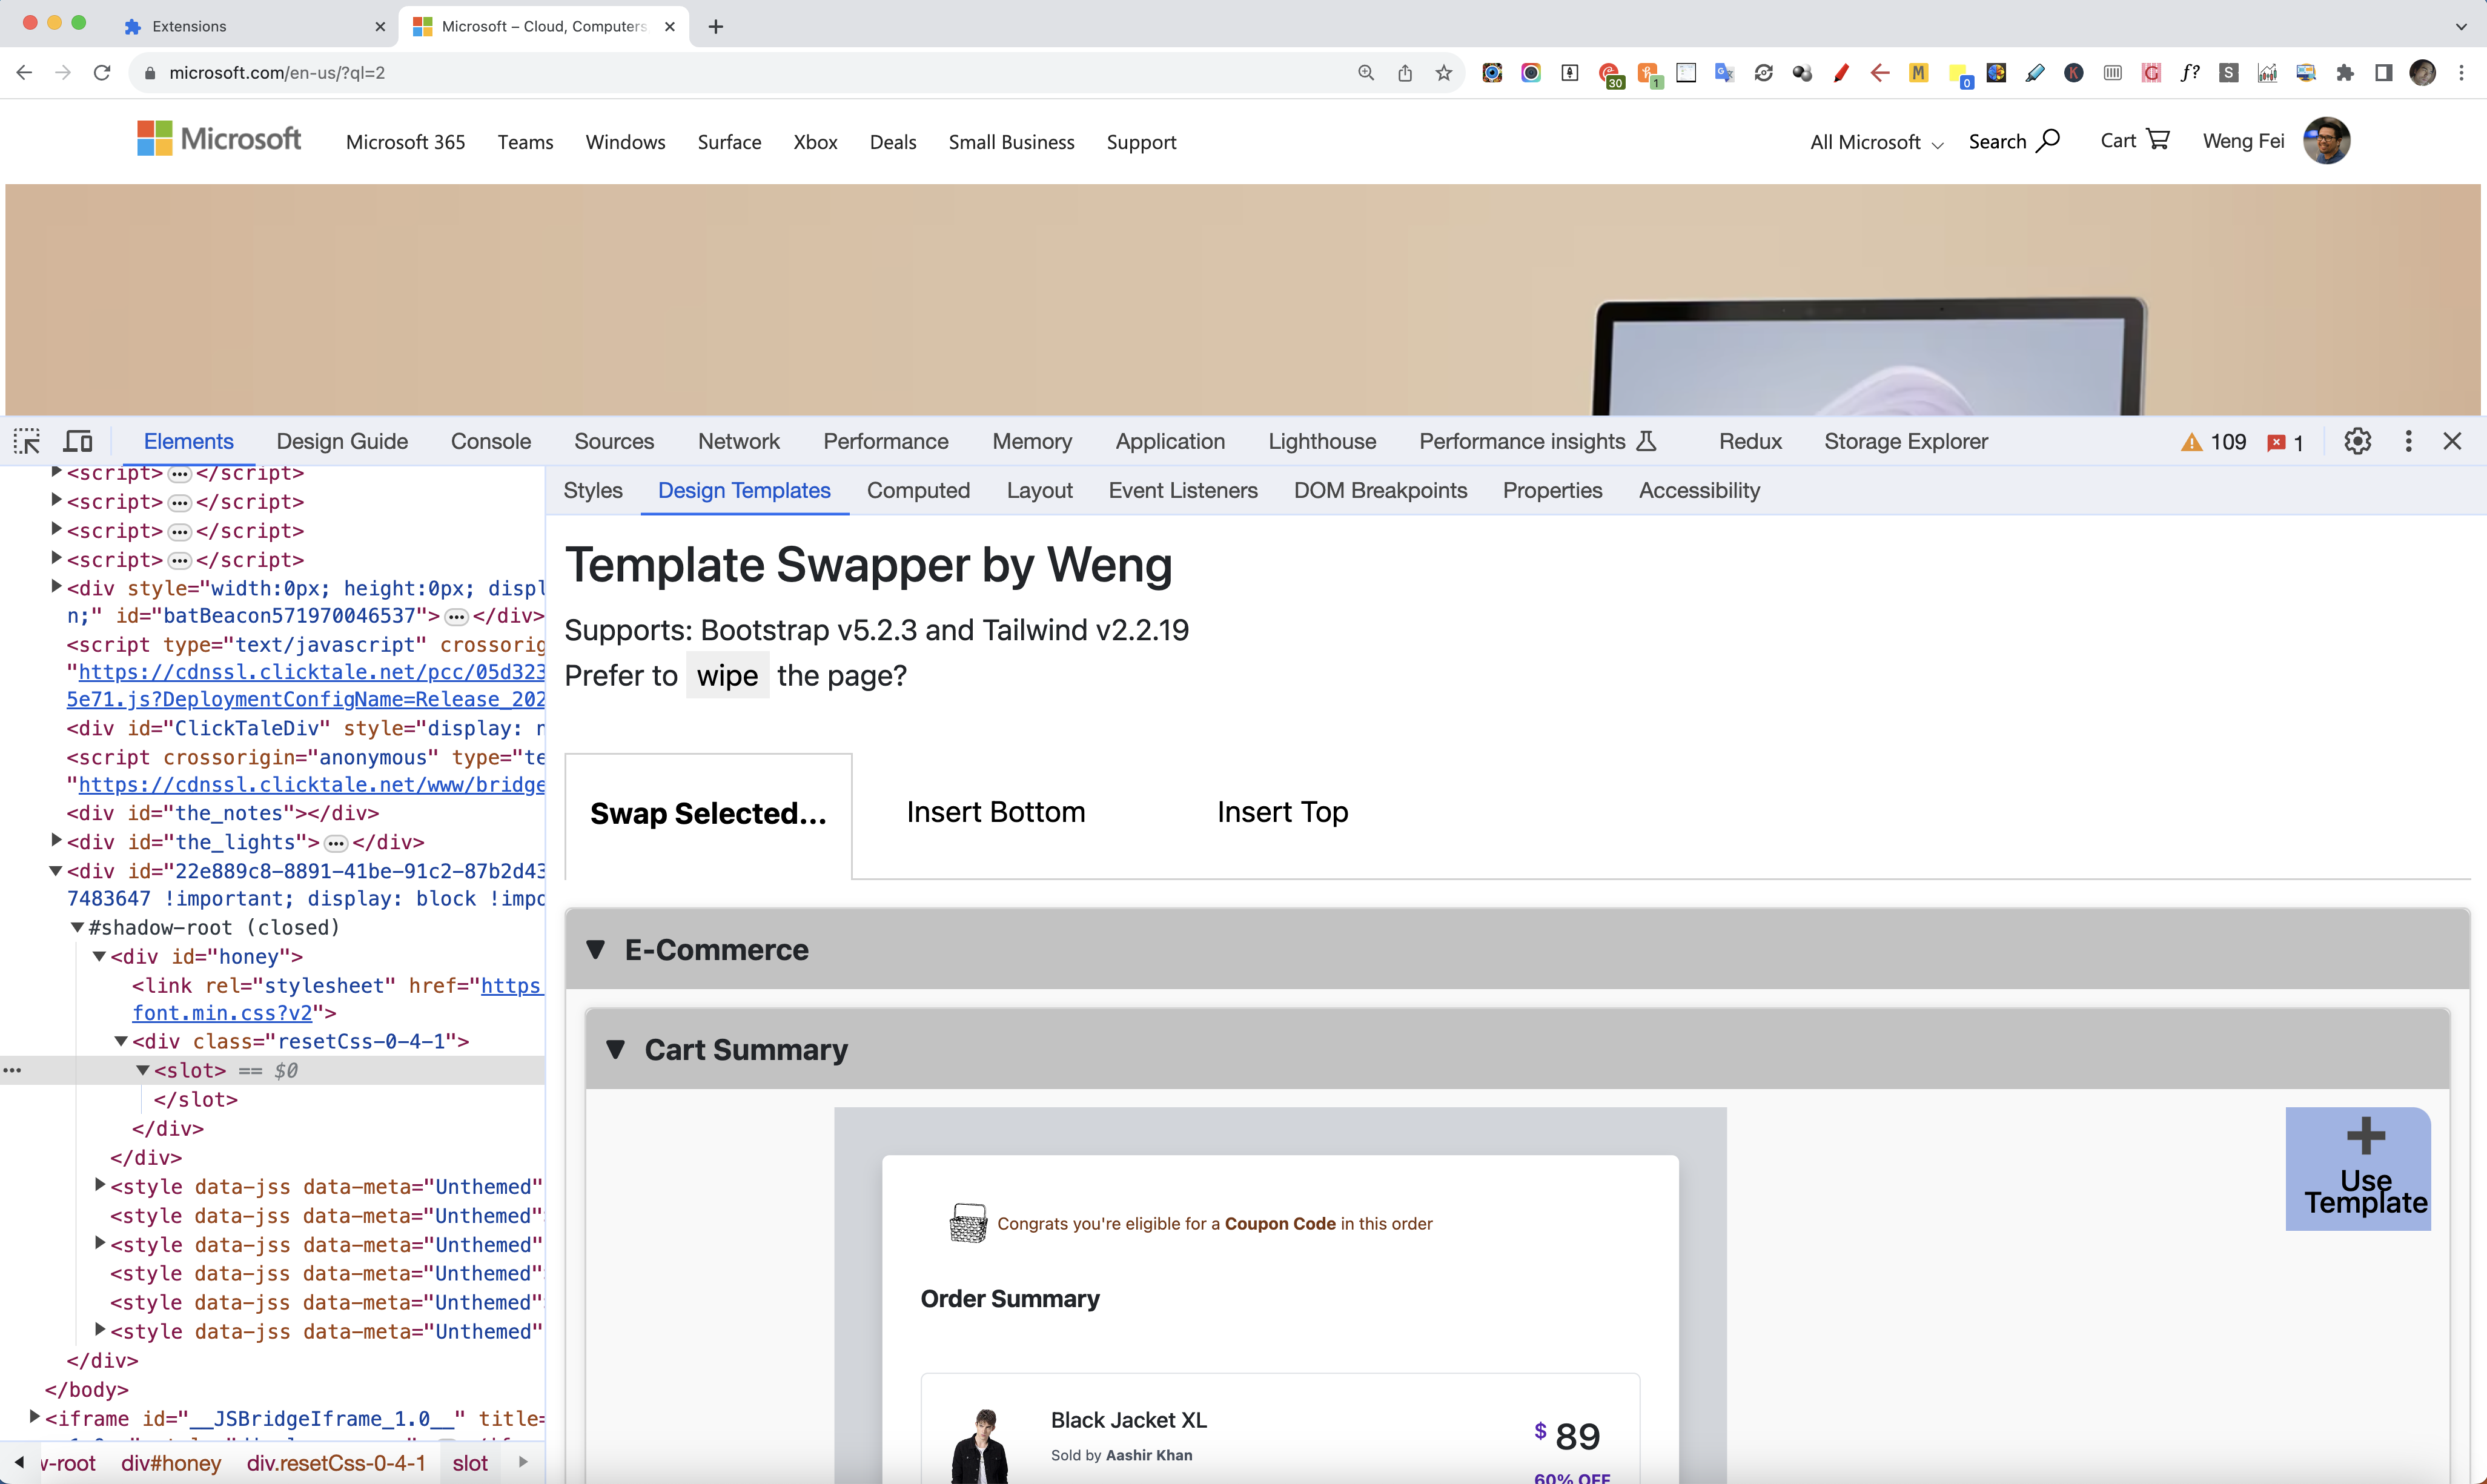 Extensions
Microsoft – Cloud, Computers
microsoft.com/en-us/?ql=2
30
1
M
0
K
G
f?
S
Microsoft
Microsoft 365 Teams Windows Surface Xbox Deals Small Business Support
All Microsoft Search Cart Weng Fei
Elements Design Guide Console Sources Network Performance Memory Application Lighthouse Performance insights Redux Storage Explorer
109 1
<script> ••• </script>
<script> ••• </script>
<script> ••• </script>
<script> ••• </script>
<div style="width:0px; height:0px; displ
n;" id="batBeacon571970046537"> ••• </div>
<script type="text/javascript" crossorig
"https://cdnssl.clicktale.net/pcc/05d323
5e71.js?DeploymentConfigName=Release_202
<div id="ClickTaleDiv" style="display: n
<script crossorigin="anonymous" type="te
"https://cdnssl.clicktale.net/www/bridge
<div id="the_notes"></div>
<div id="the_lights"> ••• </div>
<div id="22e889c8-8891-41be-91c2-87b2d43
7483647 !important; display: block !impo
#shadow-root (closed)
<div id="honey">
<link rel="stylesheet" href="https
font.min.css?v2">
<div class="resetCss-0-4-1">
••• <slot> == $0
</slot>
</div>
</div>
<style data-jss data-meta="Unthemed"
<style data-jss data-meta="Unthemed"
<style data-jss data-meta="Unthemed"
<style data-jss data-meta="Unthemed"
<style data-jss data-meta="Unthemed"
<style data-jss data-meta="Unthemed"
</div>
</body>
<iframe id="__JSBridgeIframe_1.0__" title=
-root div#honey div.resetCss-0-4-1 slot
Styles Design Templates Computed Layout Event Listeners DOM Breakpoints Properties Accessibility
Template Swapper by Weng
Supports: Bootstrap v5.2.3 and Tailwind v2.2.19
Prefer to wipe the page?
Swap Selected... Insert Bottom Insert Top
E-Commerce
Cart Summary
Use
Template
Congrats you're eligible for a Coupon Code in this order
Order Summary
Black Jacket XL
Sold by Aashir Khan
$ 89
60% OFF